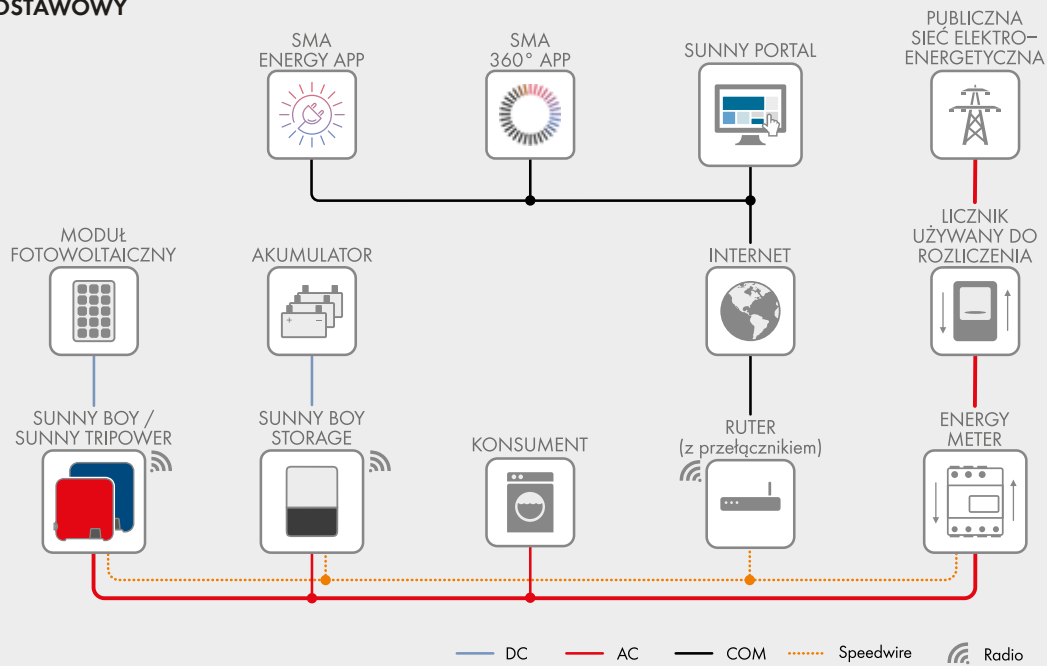 OSTAWOWY
SMA
ENERGY APP
SMA
360° APP
SUNNY PORTAL
PUBLICZNA
SIEĆ ELEKTRO–
ENERGETYCZNA
MODUŁ
FOTOWOLTAICZNY
AKUMULATOR
INTERNET
LICZNIK
UŻYWANY DO
ROZLICZENIA
SUNNY BOY /
SUNNY TRIPOWER
SUNNY BOY
STORAGE
KONSUMENT
RUTER
(z przełącznikiem)
ENERGY
METER
DC
AC
COM
Speedwire
Radio